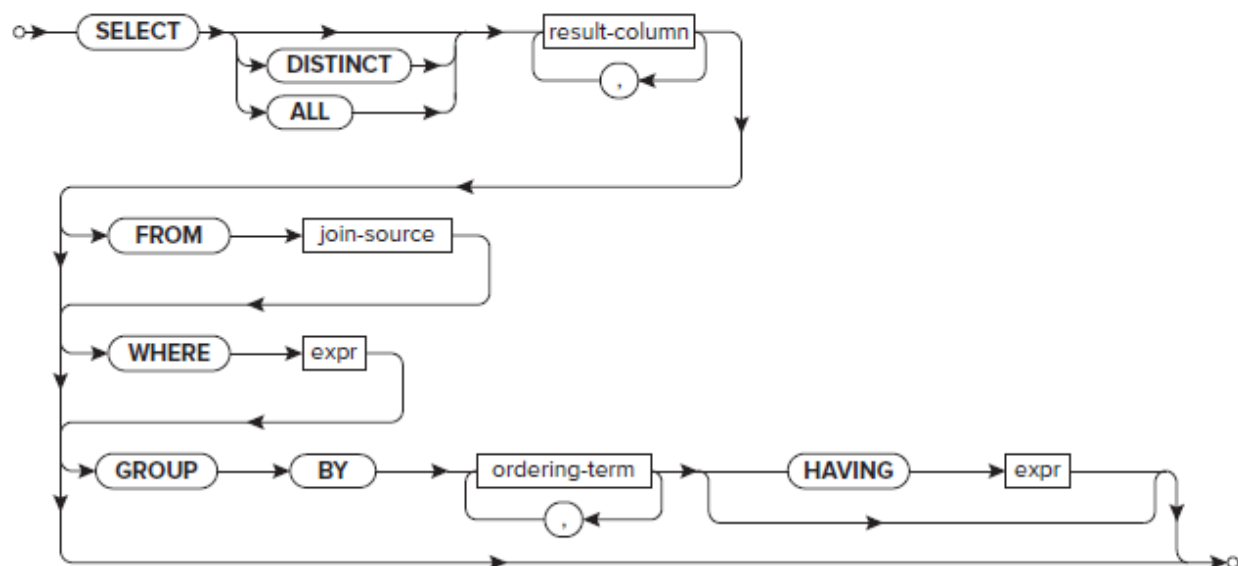 SELECT result-column
DISTINCT ,
ALL
FROM join-source
WHERE expr
GROUP BY ordering-term HAVING expr
,